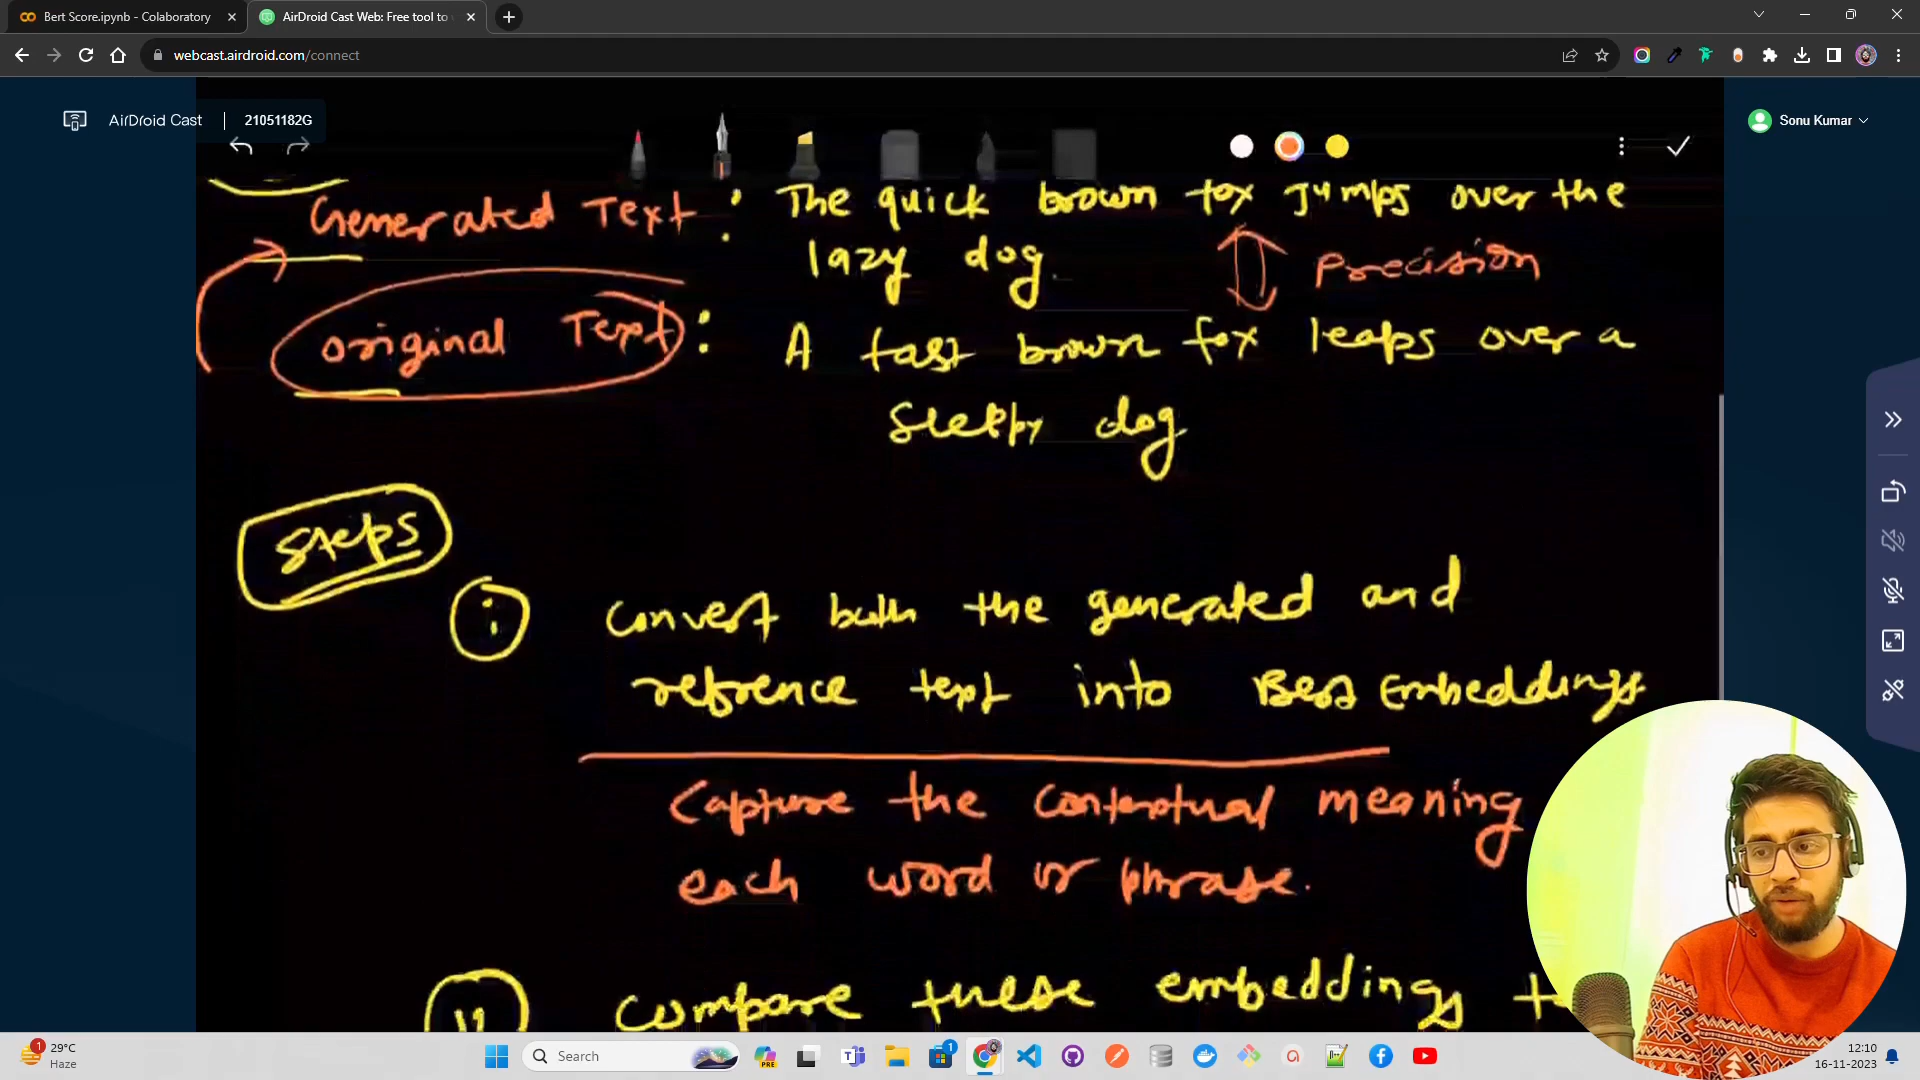 Bert Score.ipynb - Colaboratory
AirDroid Cast Web: Free tool to
webcast.airdroid.com/connect
AirDroid Cast | 21051182G
Sonu Kumar
Generated Text : The quick brown fox jumps over the
lazy dog.
precision
original Text : A fast brown fox leaps over a
sleepy dog
steps
i convert both the generated and
reference text into Bert Embeddings
Capture the contextual meaning
each word or phrase.
ii compare these embeddings
1
29°C
Haze
Search
PRE
1
12:10
16-11-2023